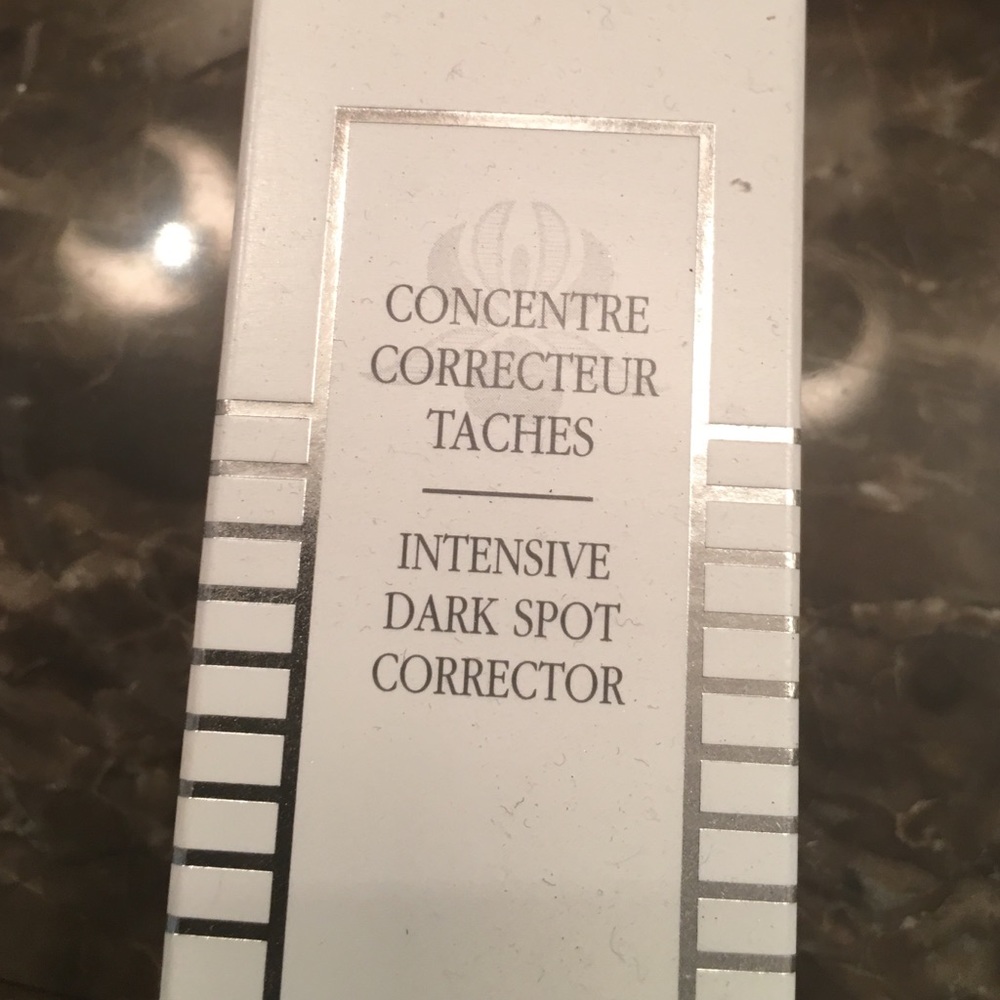 CONCENTRE
CORRECTEUR
TACHES
INTENSIVE
DARK SPOT
CORRECTOR